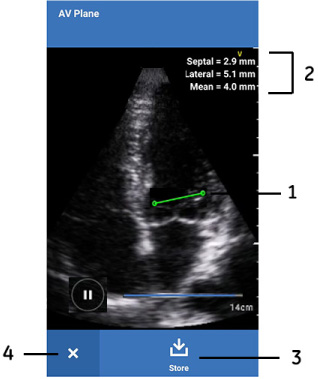 AV Plane
V
Septal = 2.9 mm
Lateral = 5.1 mm
Mean = 4.0 mm
2
1
14cm
4
X
Store
3